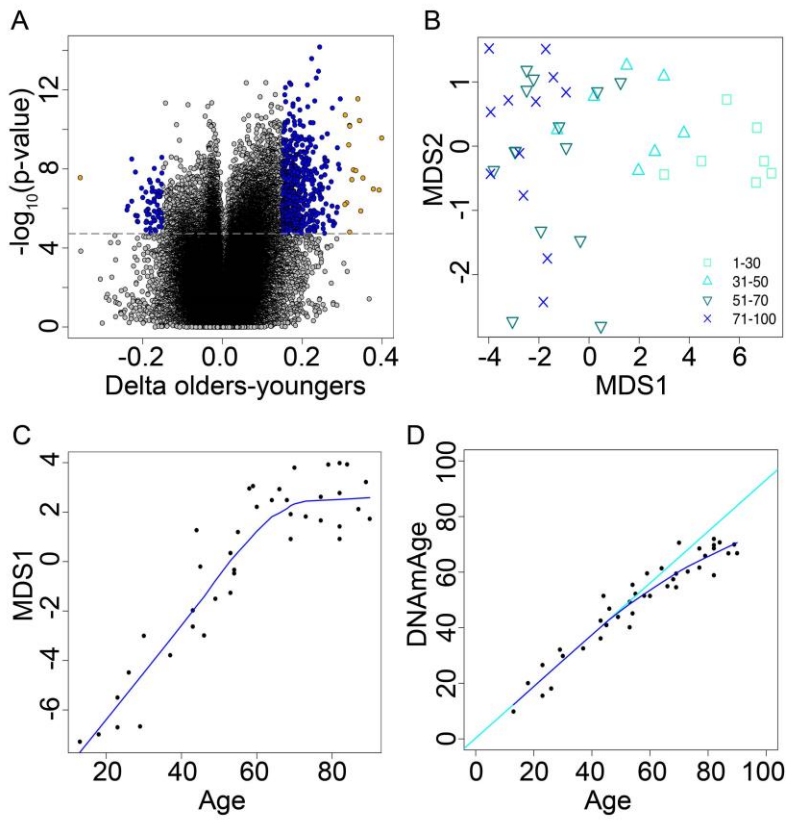 A
-log10(p-value)
12
8
4
0
-0.2 0.0 0.2 0.4
Delta olders-youngers
B
MDS2
1
0
-1
-2
1-30
31-50
51-70
71-100
-4 -2 0 2 4 6
MDS1
C
MDS1
4
2
0
-2
-4
-6
20 40 60 80
Age
D
DNAmAge
100
80
60
40
20
0
0 20 40 60 80 100
Age